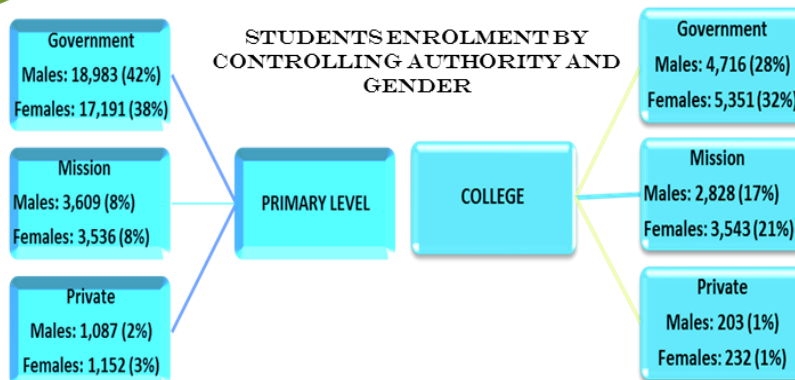 STUDENTS ENROLMENT BY
CONTROLLING AUTHORITY AND
GENDER
Government
Males: 18,983 (42%)
Females: 17,191 (38%)
Mission
Males: 3,609 (8%)
Females: 3,536 (8%)
Private
Males: 1,087 (2%)
Females: 1,152 (3%)
PRIMARY LEVEL
COLLEGE
Government
Males: 4,716 (28%)
Females: 5,351 (32%)
Mission
Males: 2,828 (17%)
Females: 3,543 (21%)
Private
Males: 203 (1%)
Females: 232 (1%)